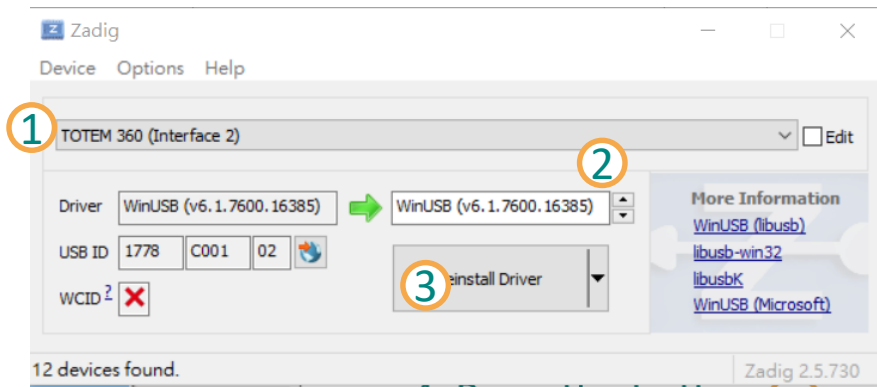 Zadig
Device Options Help
1
TOTEM 360 (Interface 2)
Edit
2
Driver
WinUSB (v6.1.7600.16385)
WinUSB (v6.1.7600.16385)
USB ID
1778
C001
02
WCID ?
3
einstall Driver
More Information
WinUSB (libusb)
libusb-win32
libusbK
WinUSB (Microsoft)
12 devices found.
Zadig 2.5.730